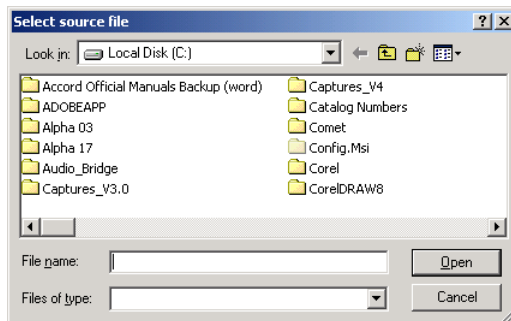 Select source file
Look in: Local Disk (C:)
Accord Official Manuals Backup (word)
ADOBEAPP
Alpha 03
Alpha 17
Audio_Bridge
Captures_V3.0
Captures_V4
Catalog Numbers
Comet
Config.Msi
Corel
CorelDRAW8
File name:
Open
Files of type:
Cancel